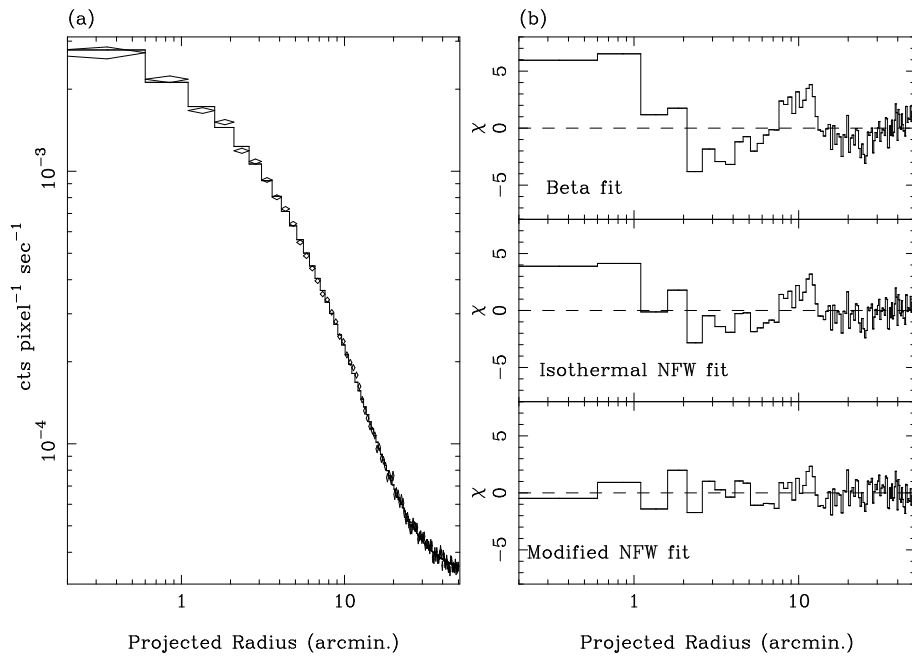 (a)
10⁻³
10⁻⁴
cts pixel⁻¹ sec⁻¹
1
10
Projected Radius (arcmin.)
(b)
5
0
−5
χ
Beta fit
5
0
−5
χ
Isothermal NFW fit
5
0
−5
χ
Modified NFW fit
1
10
Projected Radius (arcmin.)